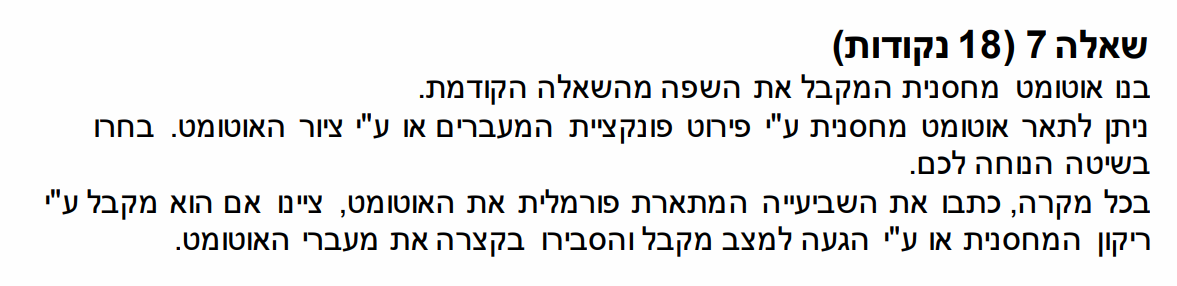 שאלה 7 (18 נקודות)
בנו אוטומט מחסנית המקבל את השפה מהשאלה הקודמת.
ניתן לתאר אוטומט מחסנית ע"י פירוט פונקציית המעברים או ע"י ציור האוטומט. בחרו
בשיטה הנוחה לכם.
בכל מקרה, כתבו את השביעייה המתארת פורמלית את האוטומט, ציינו אם הוא מקבל ע"י
ריקון המחסנית או ע"י הגעה למצב מקבל והסבירו בקצרה את מעברי האוטומט.